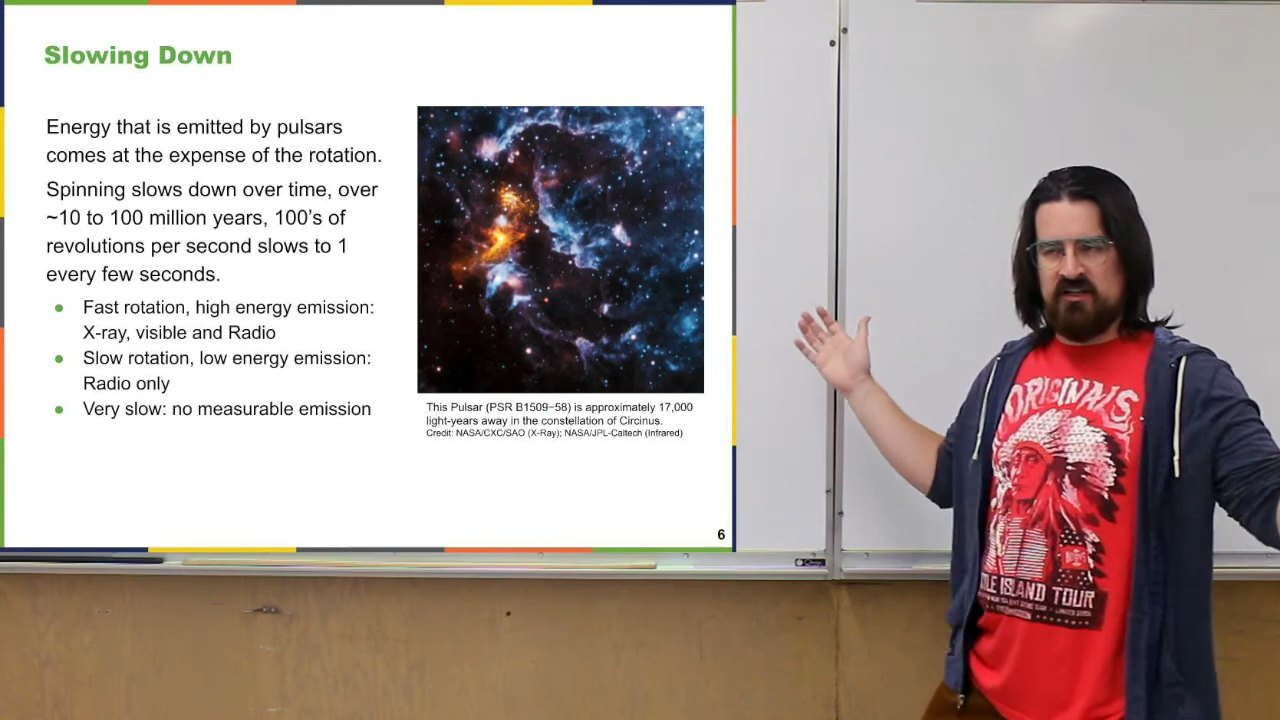 Slowing Down
Energy that is emitted by pulsars
comes at the expense of the rotation.
Spinning slows down over time, over
~10 to 100 million years, 100's of
revolutions per second slows to 1
every few seconds.
Fast rotation, high energy emission:
X-ray, visible and Radio
Slow rotation, low energy emission:
Radio only
Very slow: no measurable emission
This Pulsar (PSR B1509−58) is approximately 17,000
light-years away in the constellation of Circinus.
Credit: NASA/CXC/SAO (X-Ray); NASA/JPL-Caltech (Infrared)
6
ORIGINALS
ISLAND TOUR